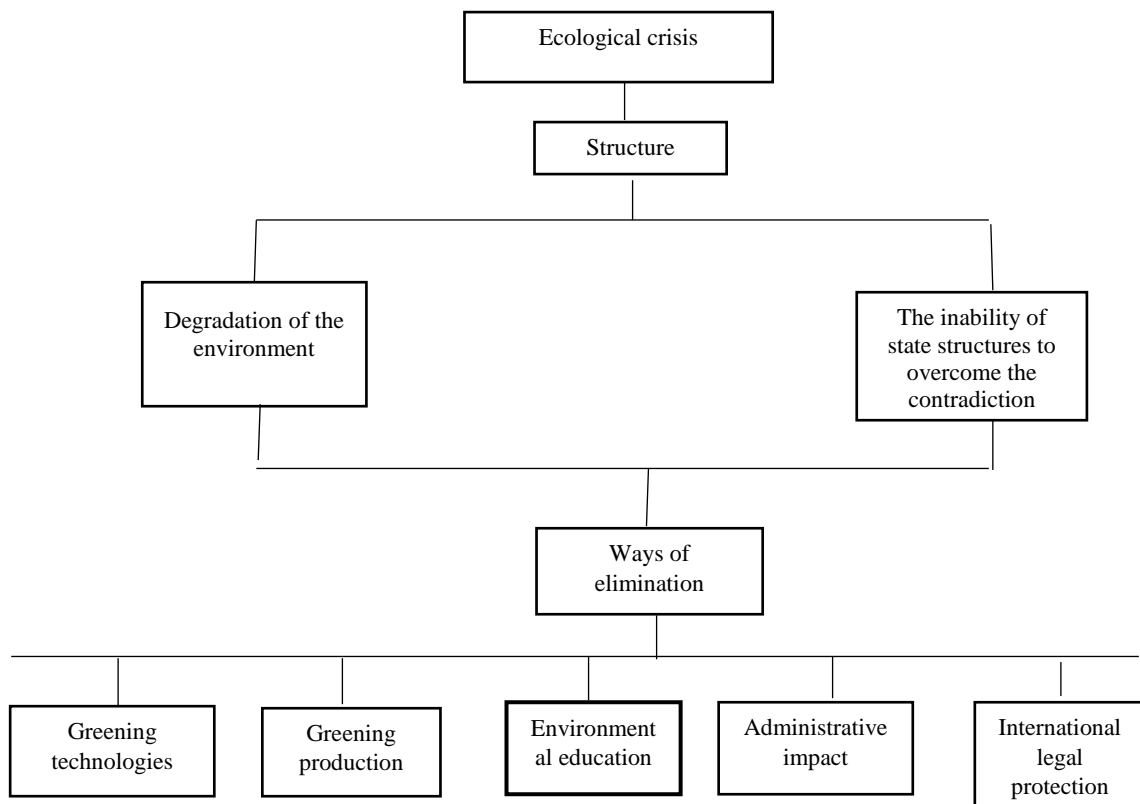 Ecological crisis
Structure
Degradation of the
environment
The inability of
state structures to
overcome the
contradiction
Ways of
elimination
Greening
technologies
Greening
production
Environment
al education
Administrative
impact
International
legal
protection